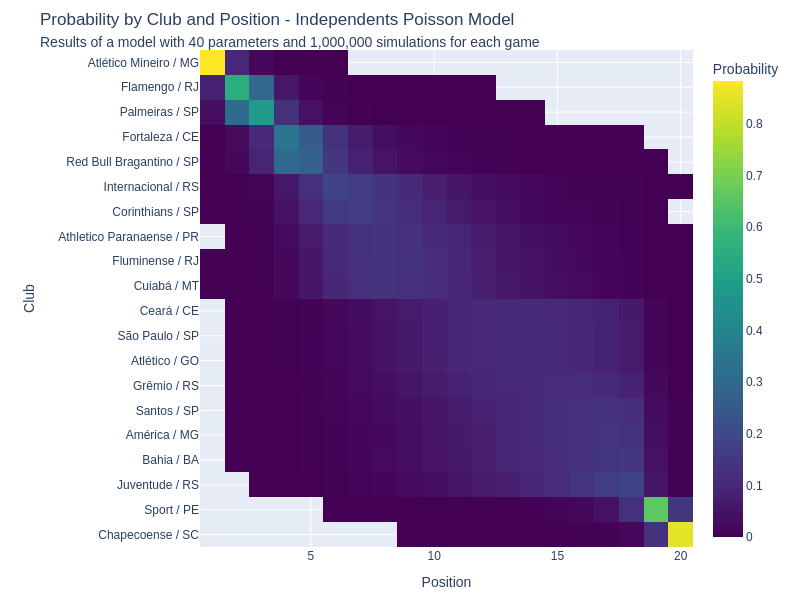 Probability by Club and Position - Independents Poisson Model
Results of a model with 40 parameters and 1,000,000 simulations for each game
Probability
Atlético Mineiro / MG
Flamengo / RJ
Palmeiras / SP
Fortaleza / CE
Red Bull Bragantino / SP
Internacional / RS
Corinthians / SP
Athletico Paranaense / PR
Fluminense / RJ
Cuiabá / MT
Ceará / CE
São Paulo / SP
Atlético / GO
Grêmio / RS
Santos / SP
América / MG
Bahia / BA
Juventude / RS
Sport / PE
Chapecoense / SC
Club
5
10
15
20
Position
0.8
0.7
0.6
0.5
0.4
0.3
0.2
0.1
0